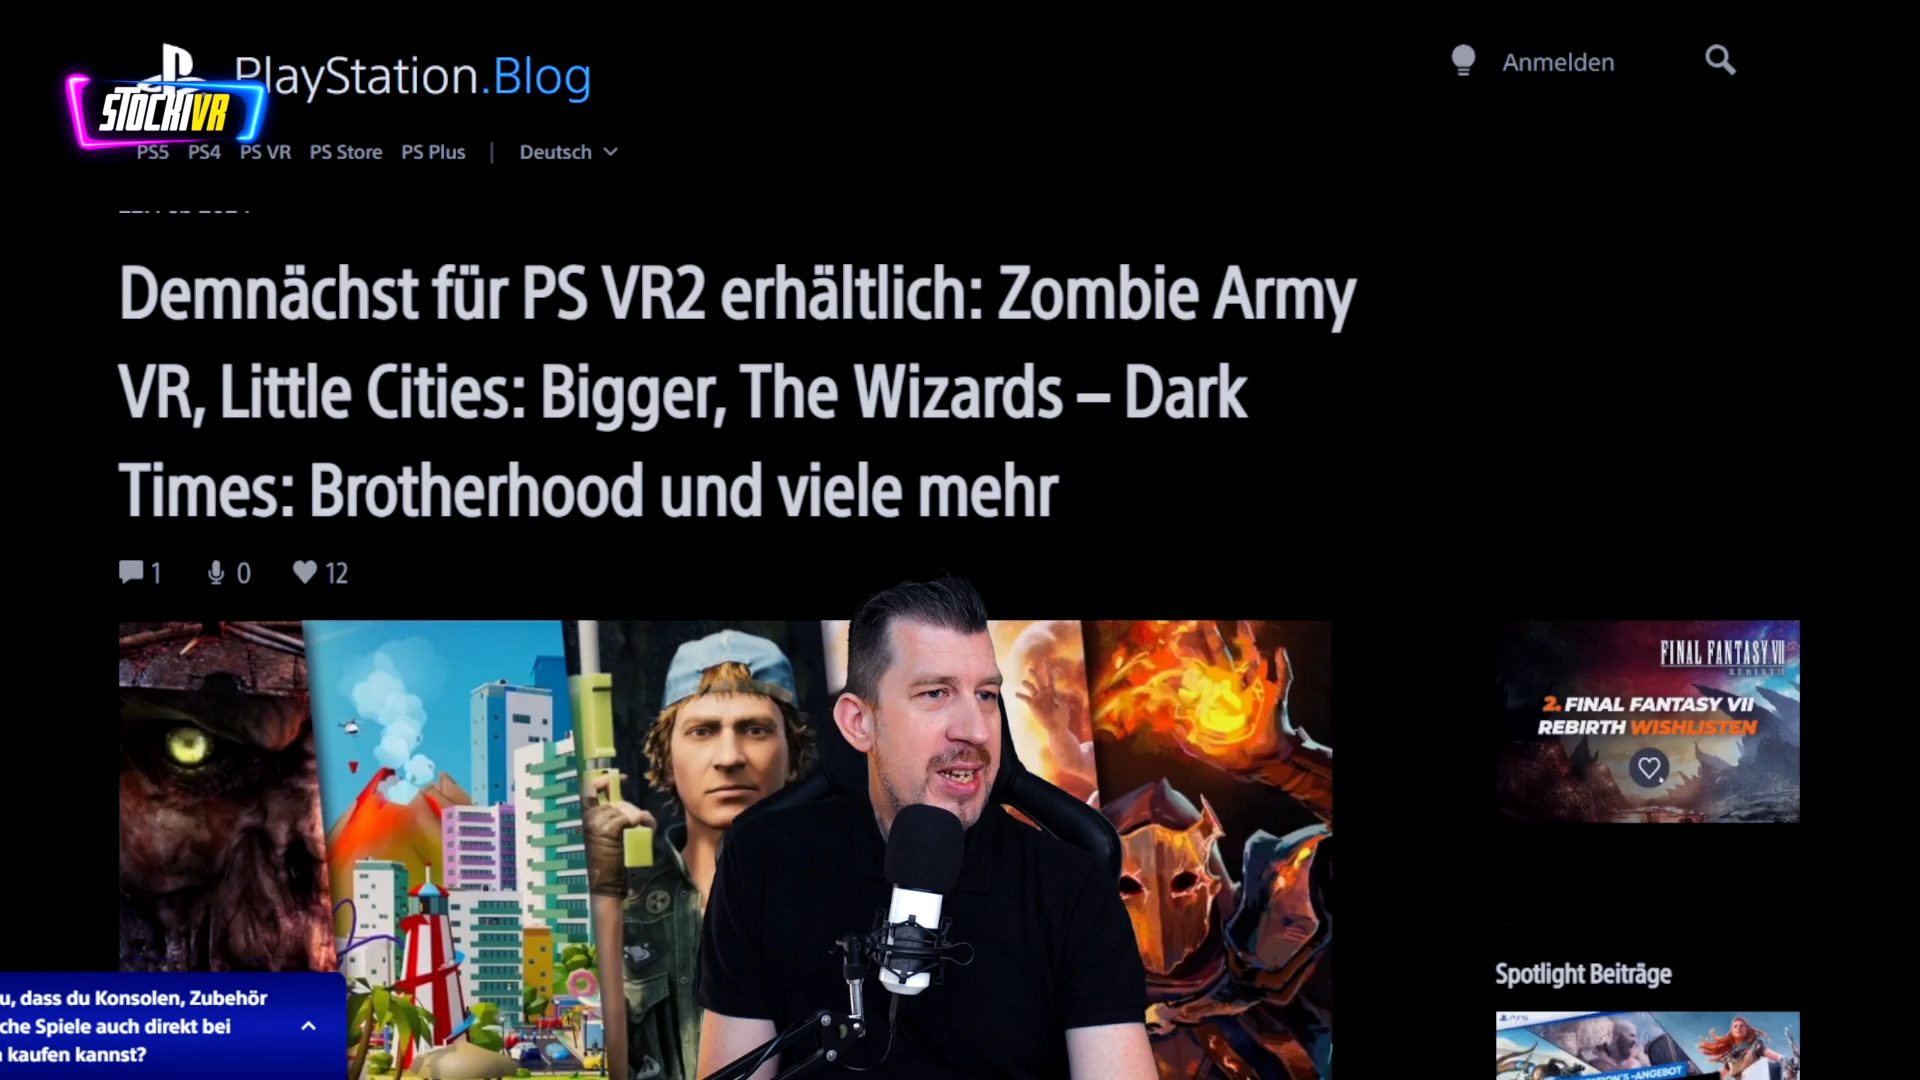 PlayStation.Blog
Anmelden
STOCKIVR
PS5 PS4 PS VR PS Store PS Plus | Deutsch
Demnächst für PS VR2 erhältlich: Zombie Army
VR, Little Cities: Bigger, The Wizards – Dark
Times: Brotherhood und viele mehr
1 0 12
FINAL FANTASY VII
REBIRTH
2. FINAL FANTASY VII
REBIRTH WISHLISTEN
Spotlight Beiträge
u, dass du Konsolen, Zubehör
che Spiele auch direkt bei
kaufen kannst?
PS5
-ANGEBOT